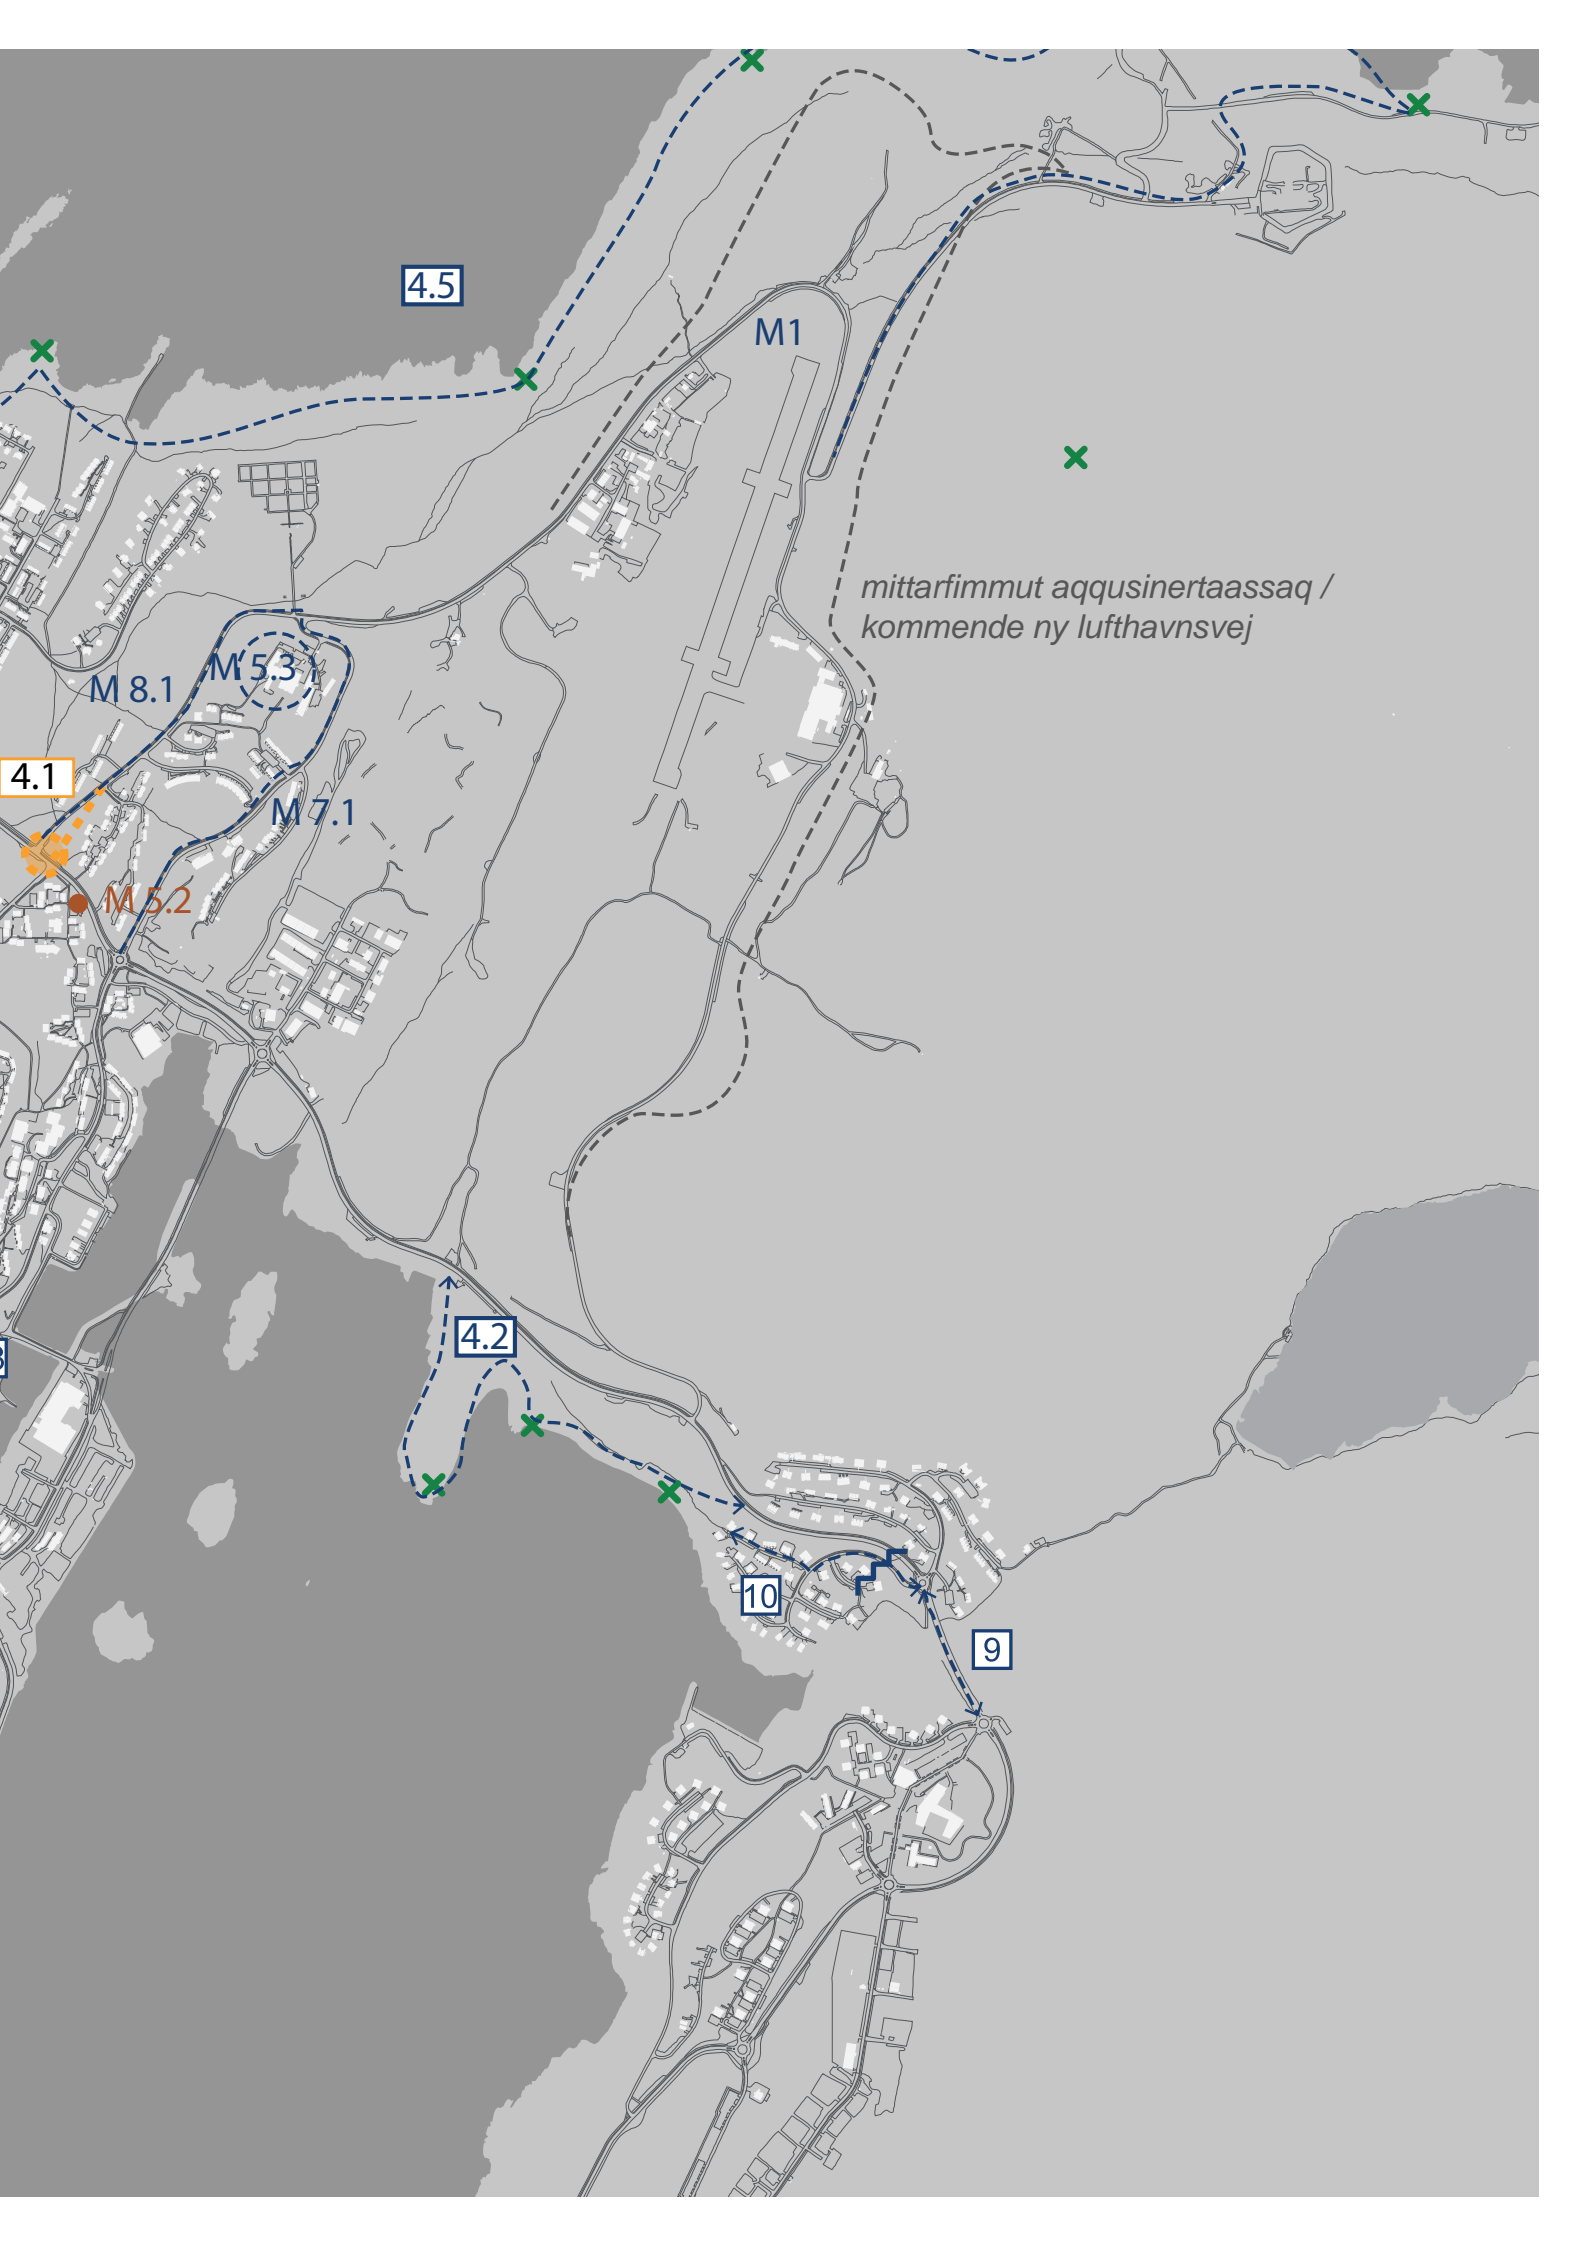 4.5
M1
mittarfimmut aqqusinertaassaq /
kommende ny lufthavnsvej
M 5.3
M 8.1
4.1
M 7.1
M 5.2
4.2
10
9